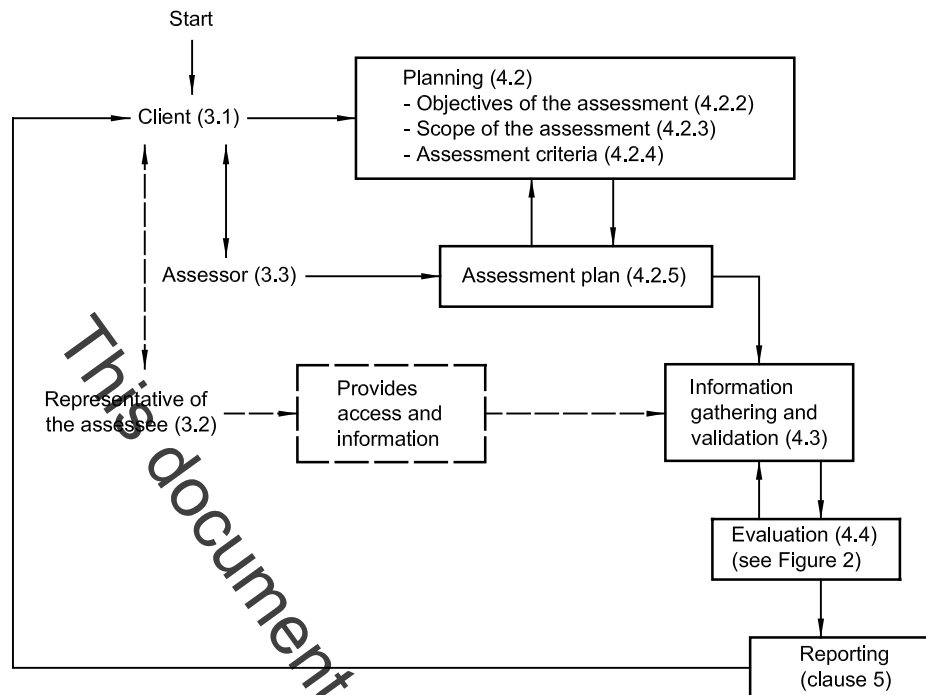 Start
Client (3.1)
Planning (4.2)
- Objectives of the assessment (4.2.2)
- Scope of the assessment (4.2.3)
- Assessment criteria (4.2.4)
Assessor (3.3)
Assessment plan (4.2.5)
Representative of
the assessee (3.2)
Provides
access and
information
Information
gathering and
validation (4.3)
Evaluation (4.4)
(see Figure 2)
Reporting
(clause 5)
This document